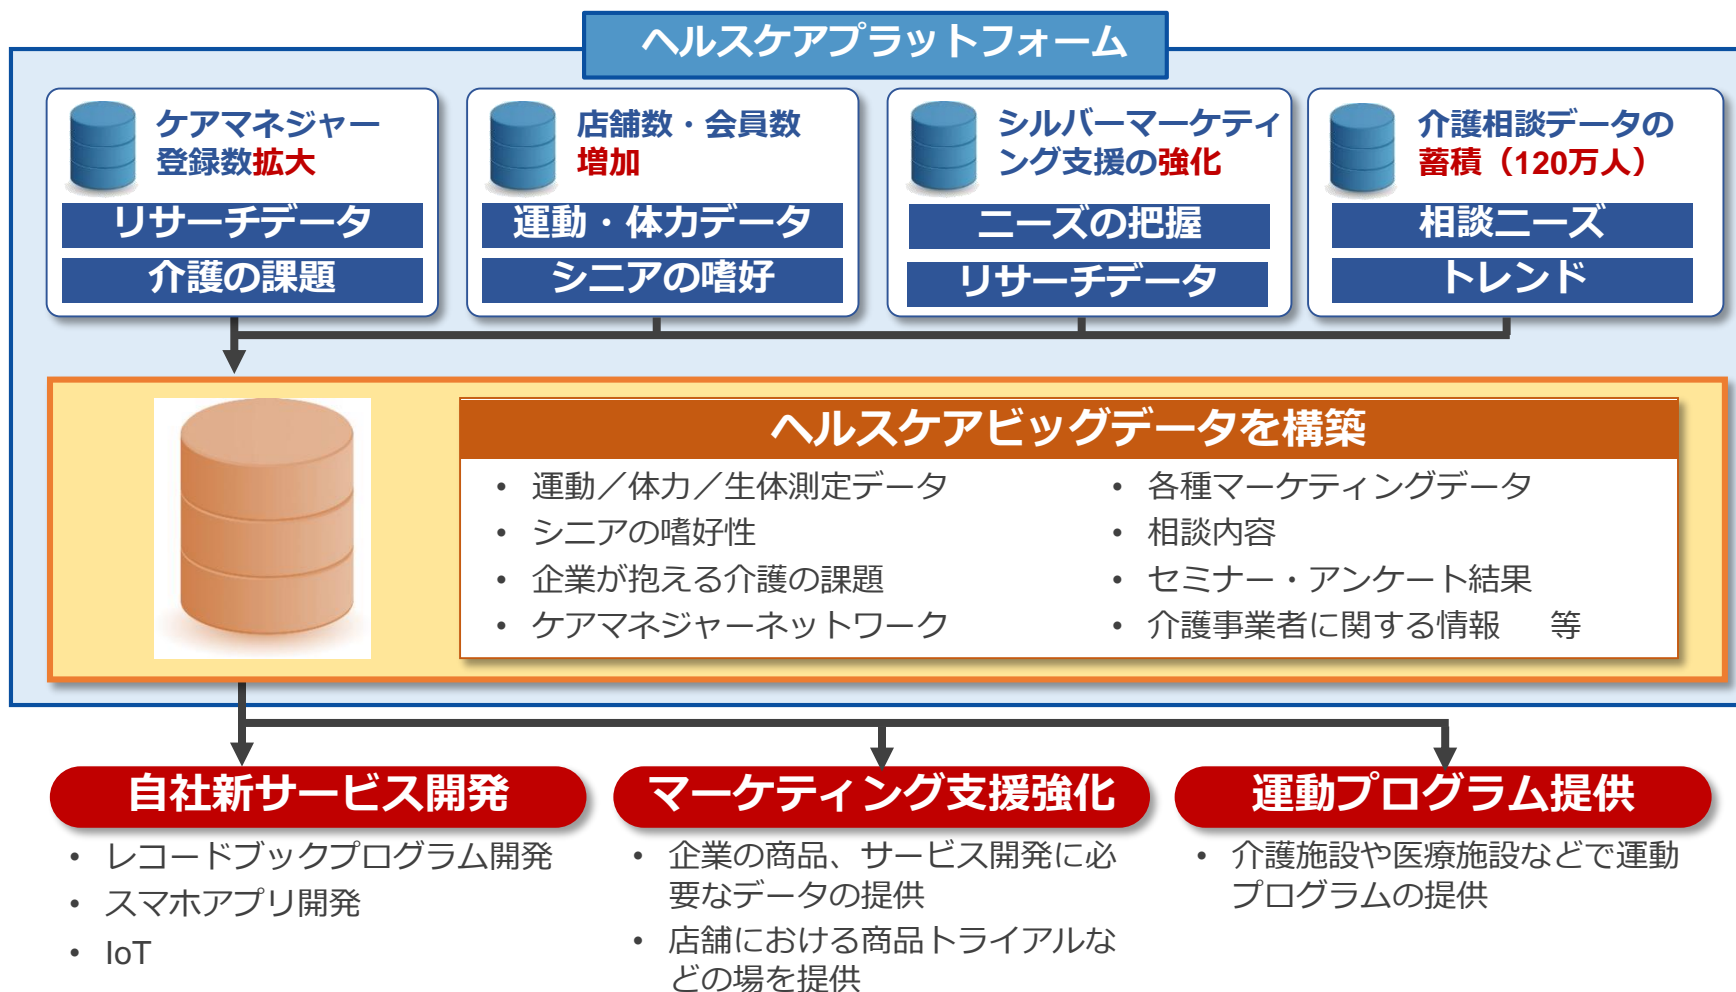 ヘルスケアプラットフォーム
ケアマネジャー
登録数拡大
リサーチデータ
介護の課題
店舗数・会員数
増加
運動・体力データ
シニアの嗜好
シルバーマーケティ
ング支援の強化
ニーズの把握
リサーチデータ
介護相談データの
蓄積（120万人）
相談ニーズ
トレンド
ヘルスケアビッグデータを構築
• 運動／体力／生体測定データ
• シニアの嗜好性
• 企業が抱える介護の課題
• ケアマネジャーネットワーク
• 各種マーケティングデータ
• 相談内容
• セミナー・アンケート結果
• 介護事業者に関する情報　等
自社新サービス開発
• レコードブックプログラム開発
• スマホアプリ開発
• IoT
マーケティング支援強化
• 企業の商品、サービス開発に必
要なデータの提供
• 店舗における商品トライアルな
どの場を提供
運動プログラム提供
• 介護施設や医療施設などで運動
プログラムの提供